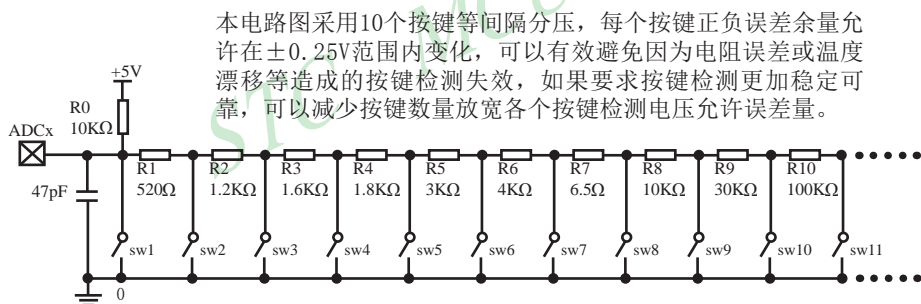 本电路图采用10个按键等间隔分压，每个按键正负误差余量允
许在±0.25V范围内变化，可以有效避免因为电阻误差或温度
漂移等造成的按键检测失效，如果要求按键检测更加稳定可
靠，可以减少按键数量放宽各个按键检测电压允许误差量。
STC MCU
+5V
R0
10KΩ
ADCx
R1 R2 R3 R4 R5 R6 R7 R8 R9 R10
47pF 520Ω 1.2KΩ 1.6KΩ 1.8KΩ 3KΩ 4KΩ 6.5Ω 10KΩ 30KΩ 100KΩ
sw1 sw2 sw3 sw4 sw5 sw6 sw7 sw8 sw9 sw10 sw11
0